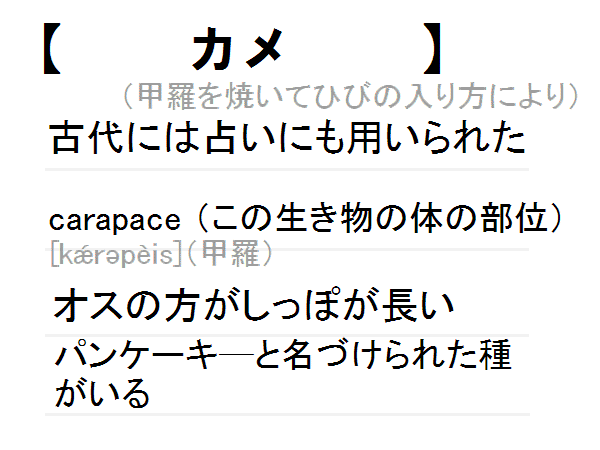 【 カメ 】
（甲羅を焼いてひびの入り方により）
古代には占いにも用いられた
carapace（この生き物の体の部位）
[kǽrəpèis]（甲羅）
オスの方がしっぽが長い
パンケーキ─と名づけられた種
がいる